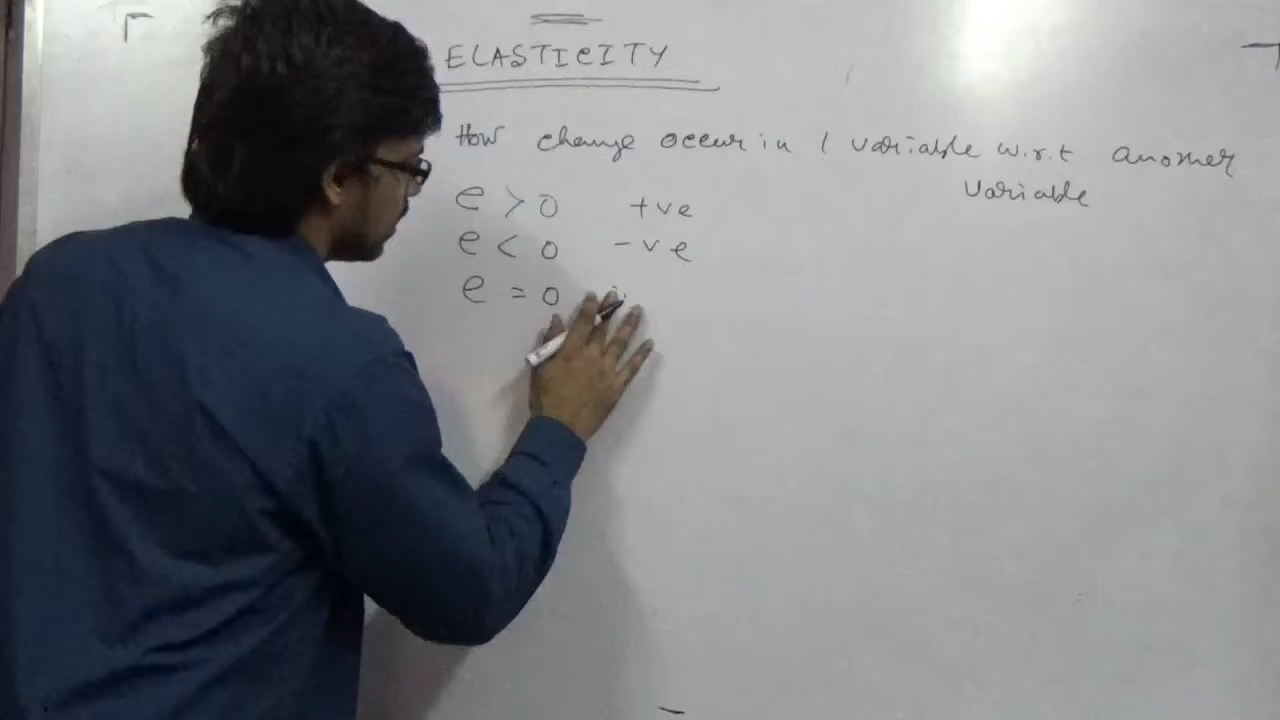 ELASTICITY
How change occur in 1 variable w.r.t. another
variable
e > 0 +ve
e < 0 -ve
e = 0